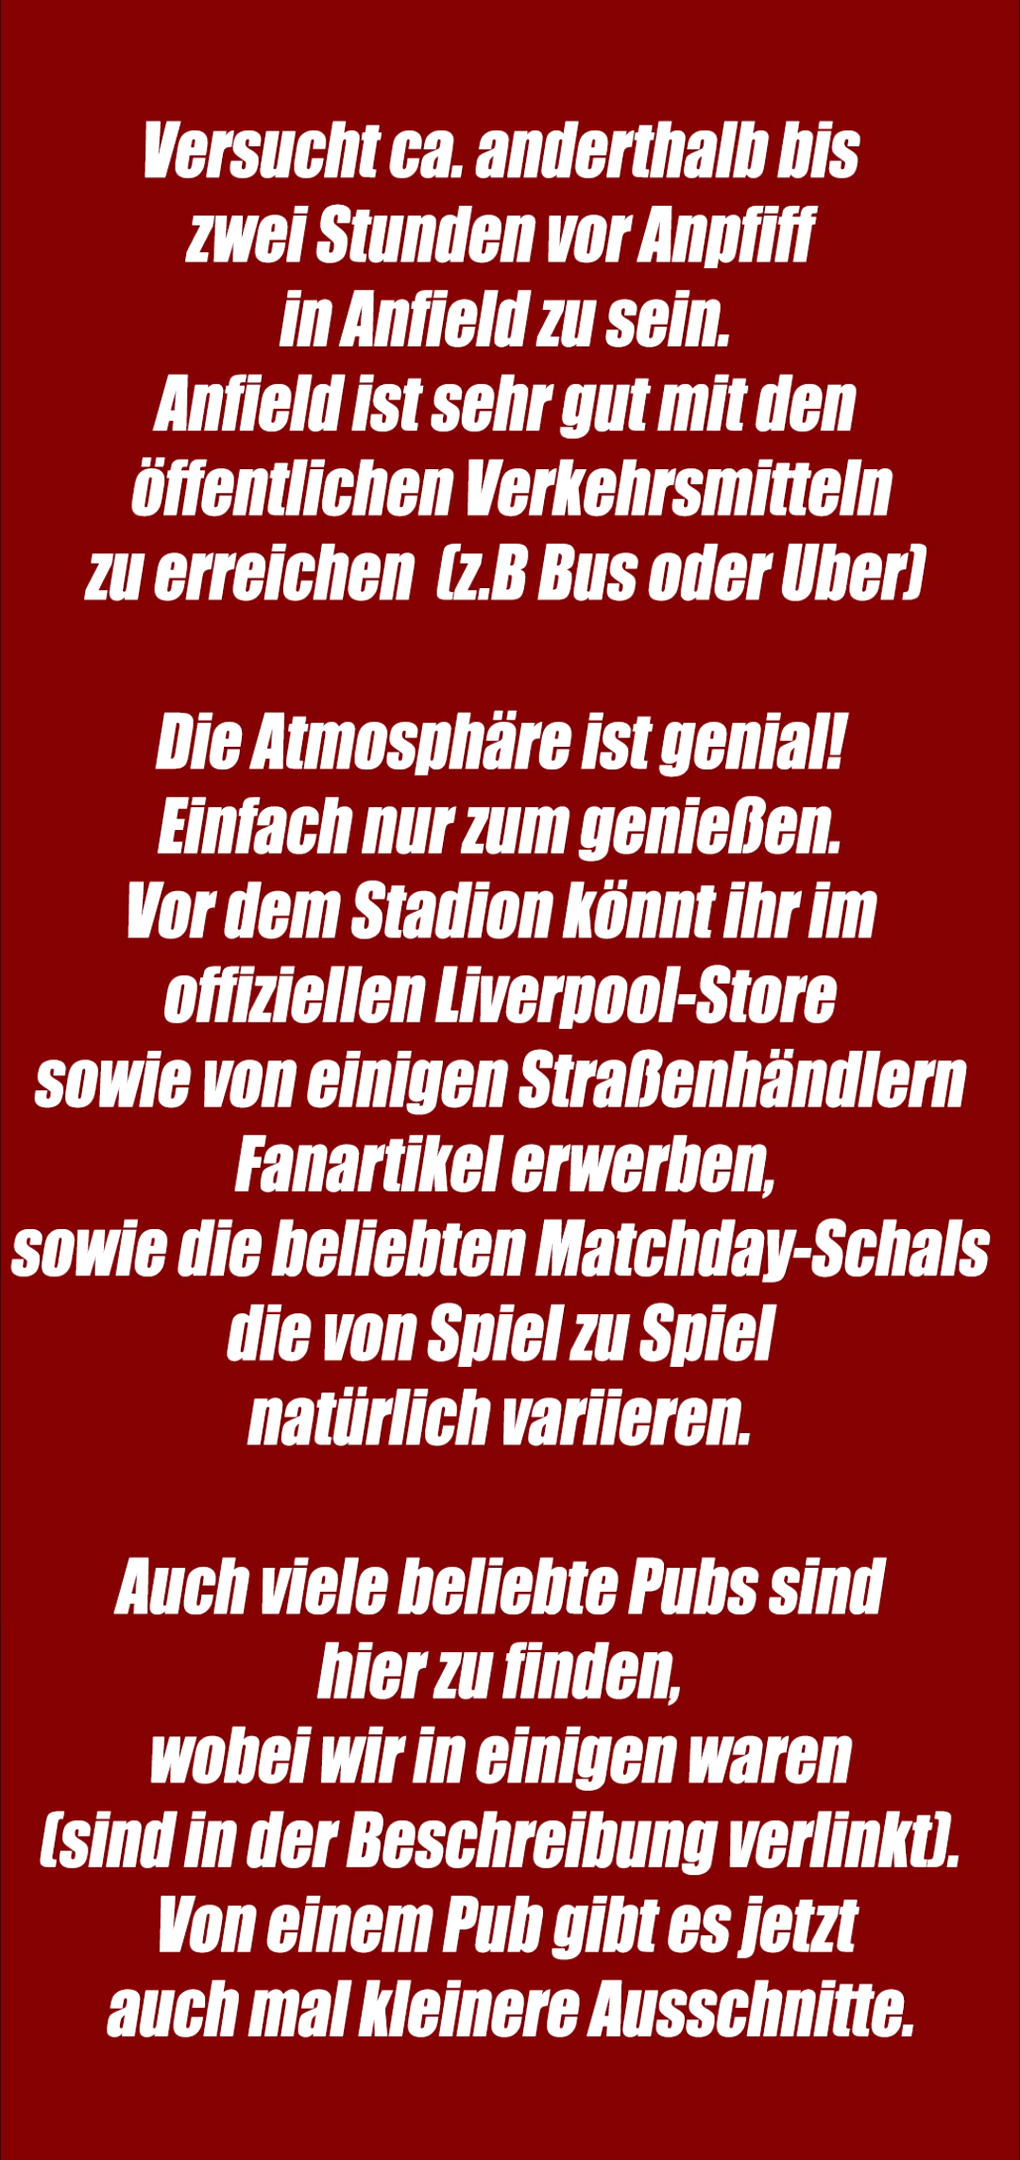 Versucht ca. anderthalb bis
zwei Stunden vor Anpfiff
in Anfield zu sein.
Anfield ist sehr gut mit den
öffentlichen Verkehrsmitteln
zu erreichen (z.B Bus oder Uber)
Die Atmosphäre ist genial!
Einfach nur zum genießen.
Vor dem Stadion könnt ihr im
offiziellen Liverpool-Store
sowie von einigen Straßenhändlern
Fanartikel erwerben,
sowie die beliebten Matchday-Schals
die von Spiel zu Spiel
natürlich variieren.
Auch viele beliebte Pubs sind
hier zu finden,
wobei wir in einigen waren
(sind in der Beschreibung verlinkt).
Von einem Pub gibt es jetzt
auch mal kleinere Ausschnitte.